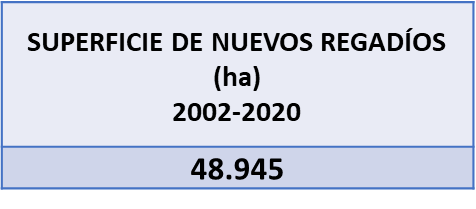 SUPERFICIE DE NUEVOS REGADÍOS
(ha)
2002-2020
48.945